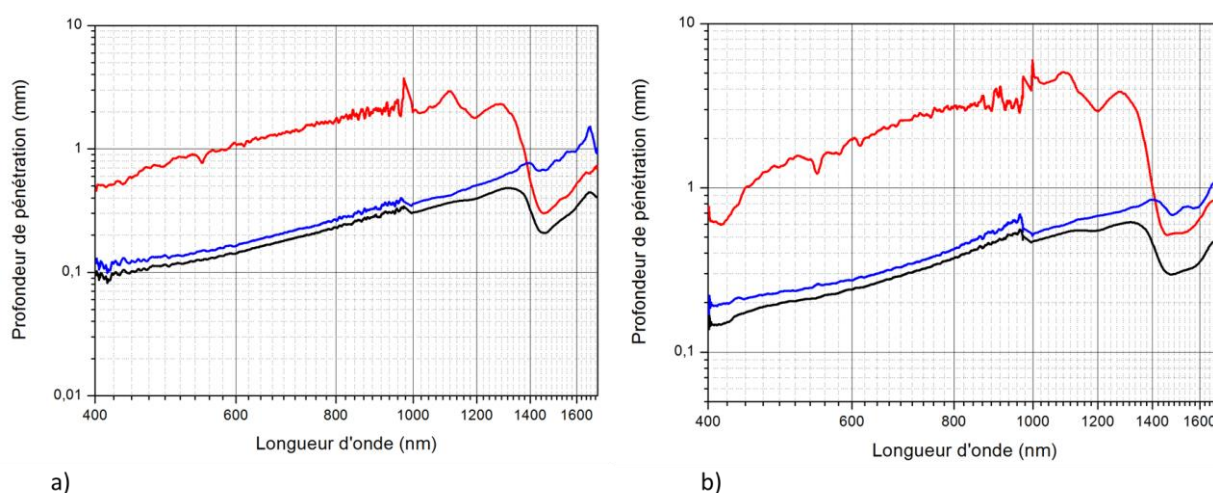 10
1
0,1
0,01
Profondeur de pénétration (mm)
400 600 800 1000 1200 1400 1600
Longueur d'onde (nm)
a)
10
1
0,1
Profondeur de pénétration (mm)
400 600 800 1000 1200 1400 1600
Longueur d'onde (nm)
b)